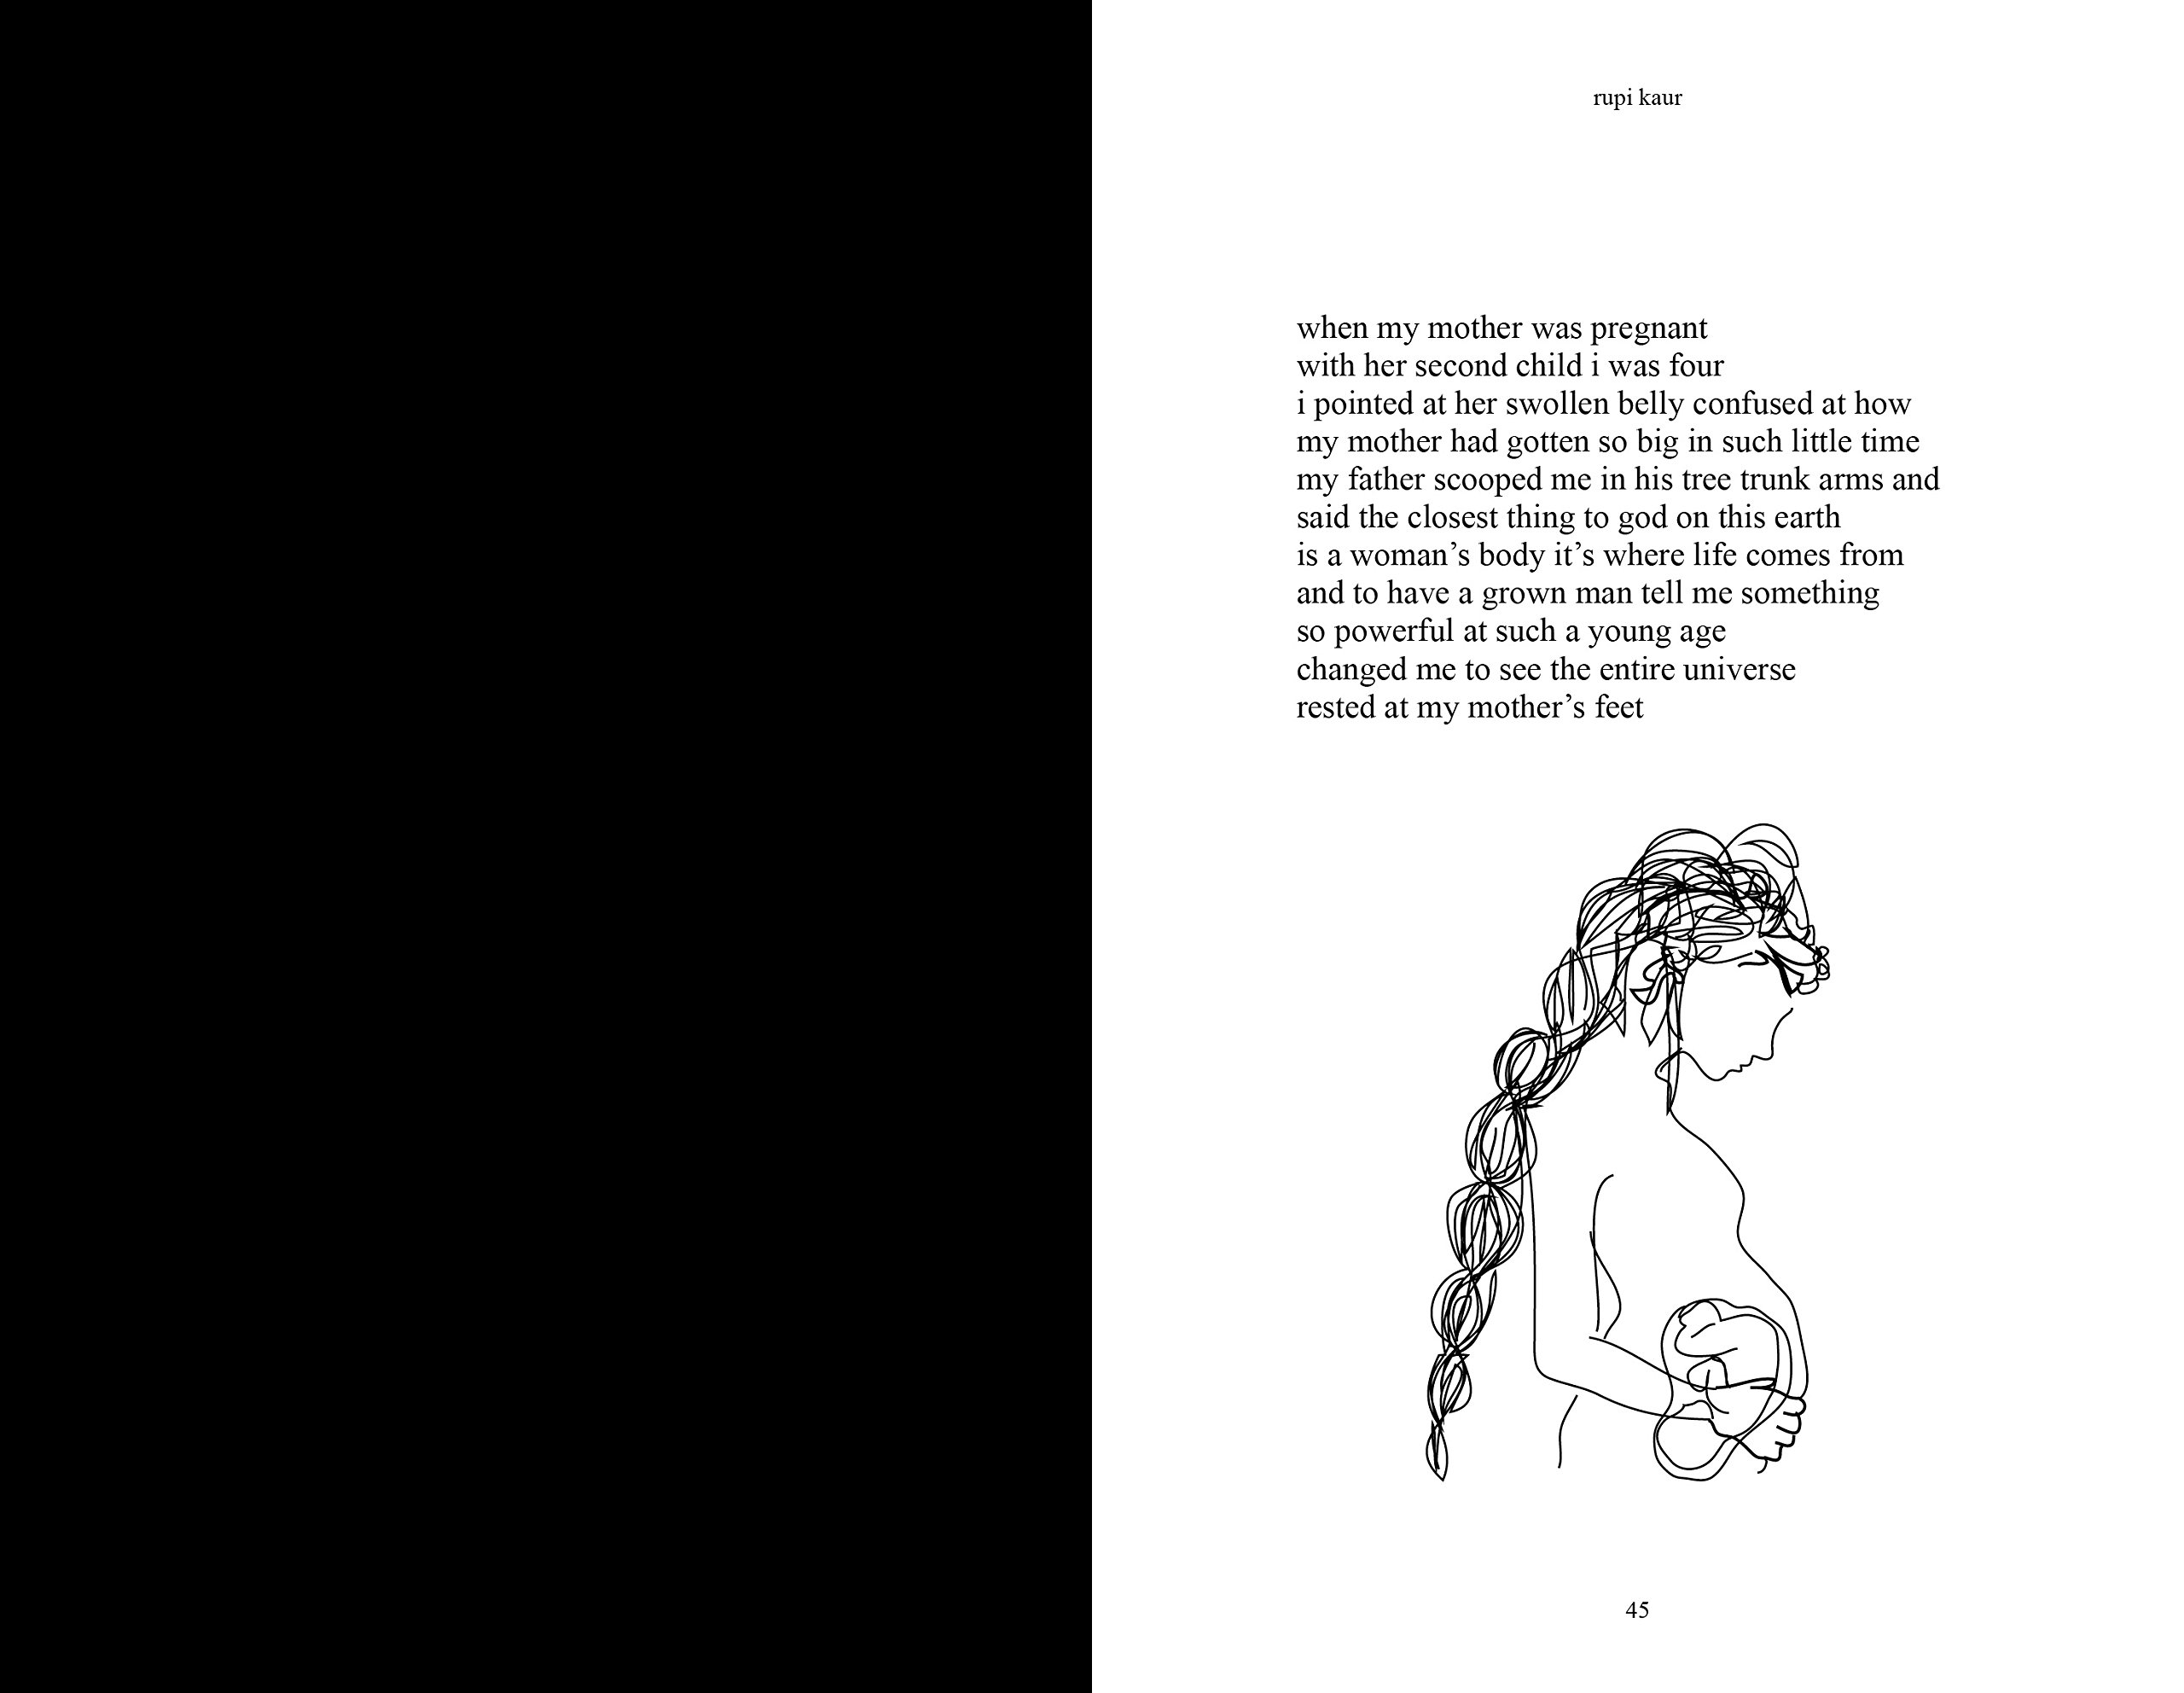 rupi kaur
when my mother was pregnant
with her second child i was four
i pointed at her swollen belly confused at how
my mother had gotten so big in such little time
my father scooped me in his tree trunk arms and
said the closest thing to god on this earth
is a woman’s body it’s where life comes from
and to have a grown man tell me something
so powerful at such a young age
changed me to see the entire universe
rested at my mother’s feet
45